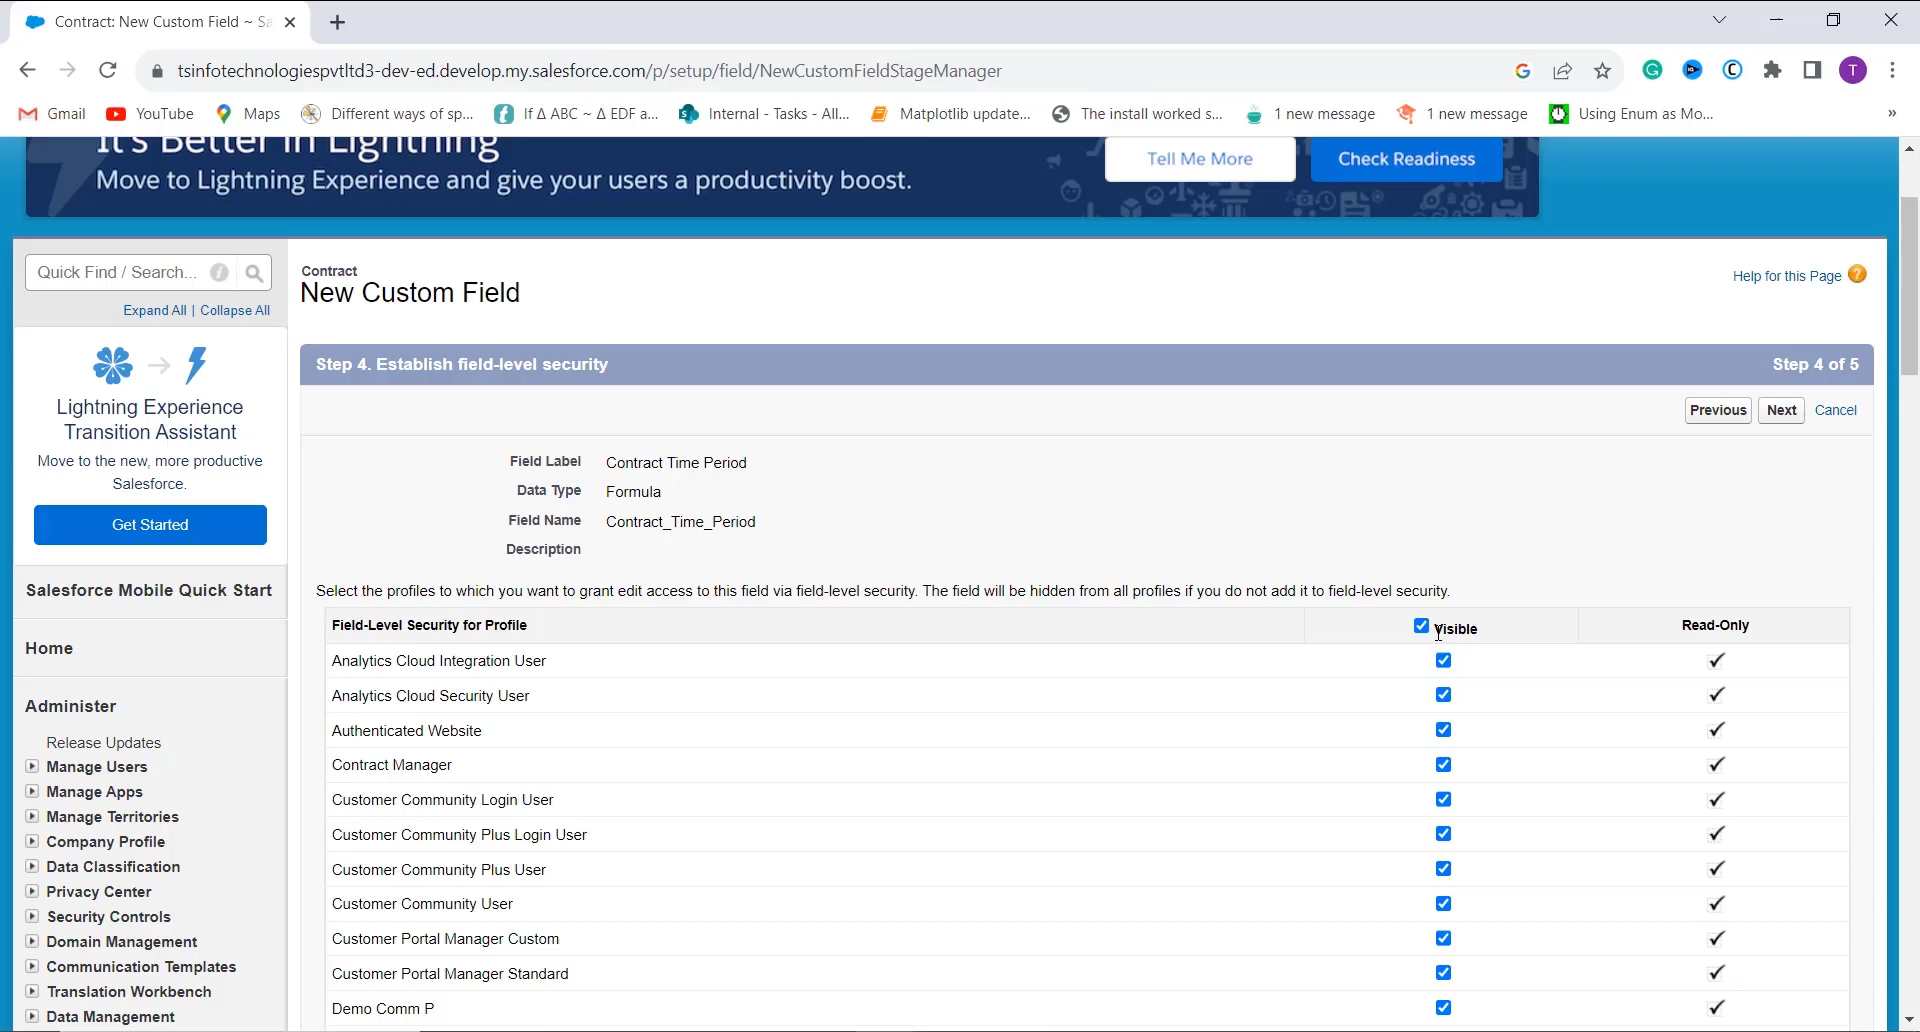 Contract: New Custom Field ~ Sa
tsinfotechnologiespvtltd3-dev-ed.develop.my.salesforce.com/p/setup/field/NewCustomFieldStageManager
T
Gmail
YouTube
Maps
Different ways of sp...
If Δ ABC ~ Δ EDF a...
Internal - Tasks - All...
Matplotlib update...
The install worked s...
1 new message
1 new message
Using Enum as Mo...
»
It's Better in Lightning
Move to Lightning Experience and give your users a productivity boost.
Tell Me More
Check Readiness
Quick Find / Search...
Expand All | Collapse All
Lightning Experience
Transition Assistant
Move to the new, more productive
Salesforce.
Get Started
Salesforce Mobile Quick Start
Home
Administer
Release Updates
Manage Users
Manage Apps
Manage Territories
Company Profile
Data Classification
Privacy Center
Security Controls
Domain Management
Communication Templates
Translation Workbench
Data Management
Contract
New Custom Field
Help for this Page ?
Step 4. Establish field-level security
Step 4 of 5
Previous
Next
Cancel
Field Label Contract Time Period
Data Type Formula
Field Name Contract_Time_Period
Description
Select the profiles to which you want to grant edit access to this field via field-level security. The field will be hidden from all profiles if you do not add it to field-level security.
Field-Level Security for Profile
Visible
Read-Only
Analytics Cloud Integration User
Analytics Cloud Security User
Authenticated Website
Contract Manager
Customer Community Login User
Customer Community Plus Login User
Customer Community Plus User
Customer Community User
Customer Portal Manager Custom
Customer Portal Manager Standard
Demo Comm P